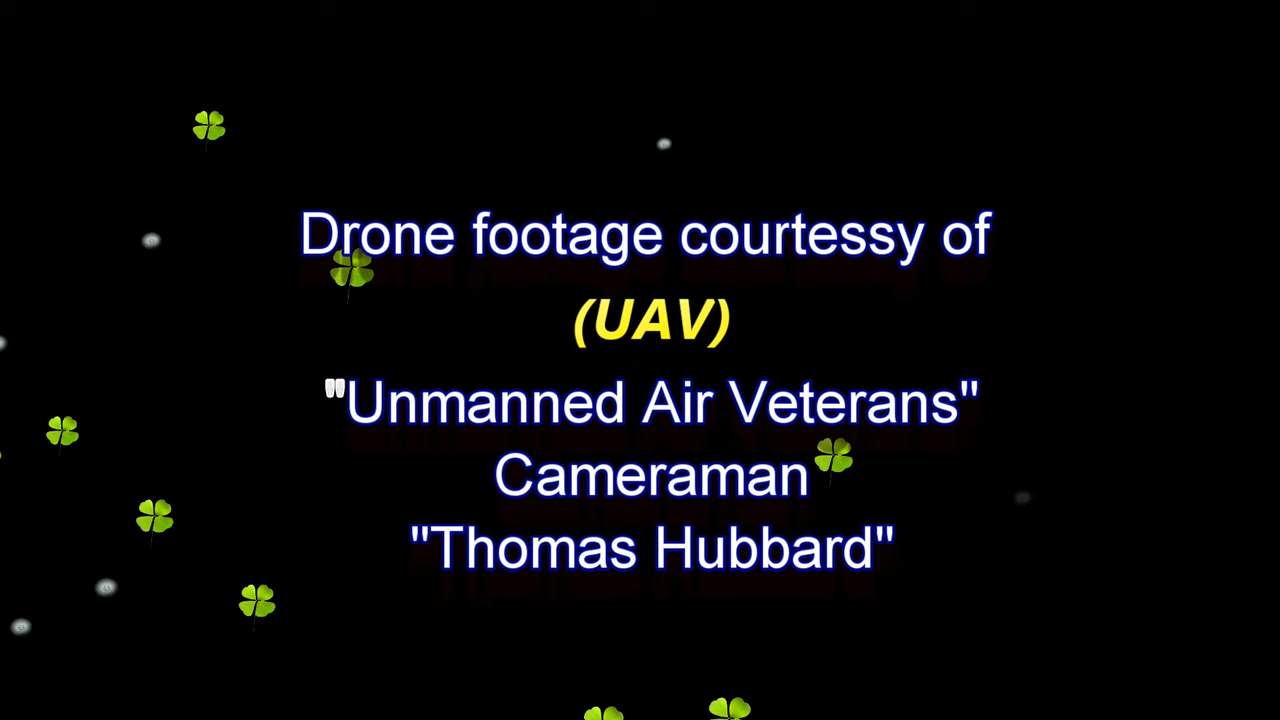 Drone footage courtessy of
(UAV)
"Unmanned Air Veterans"
Cameraman
"Thomas Hubbard"